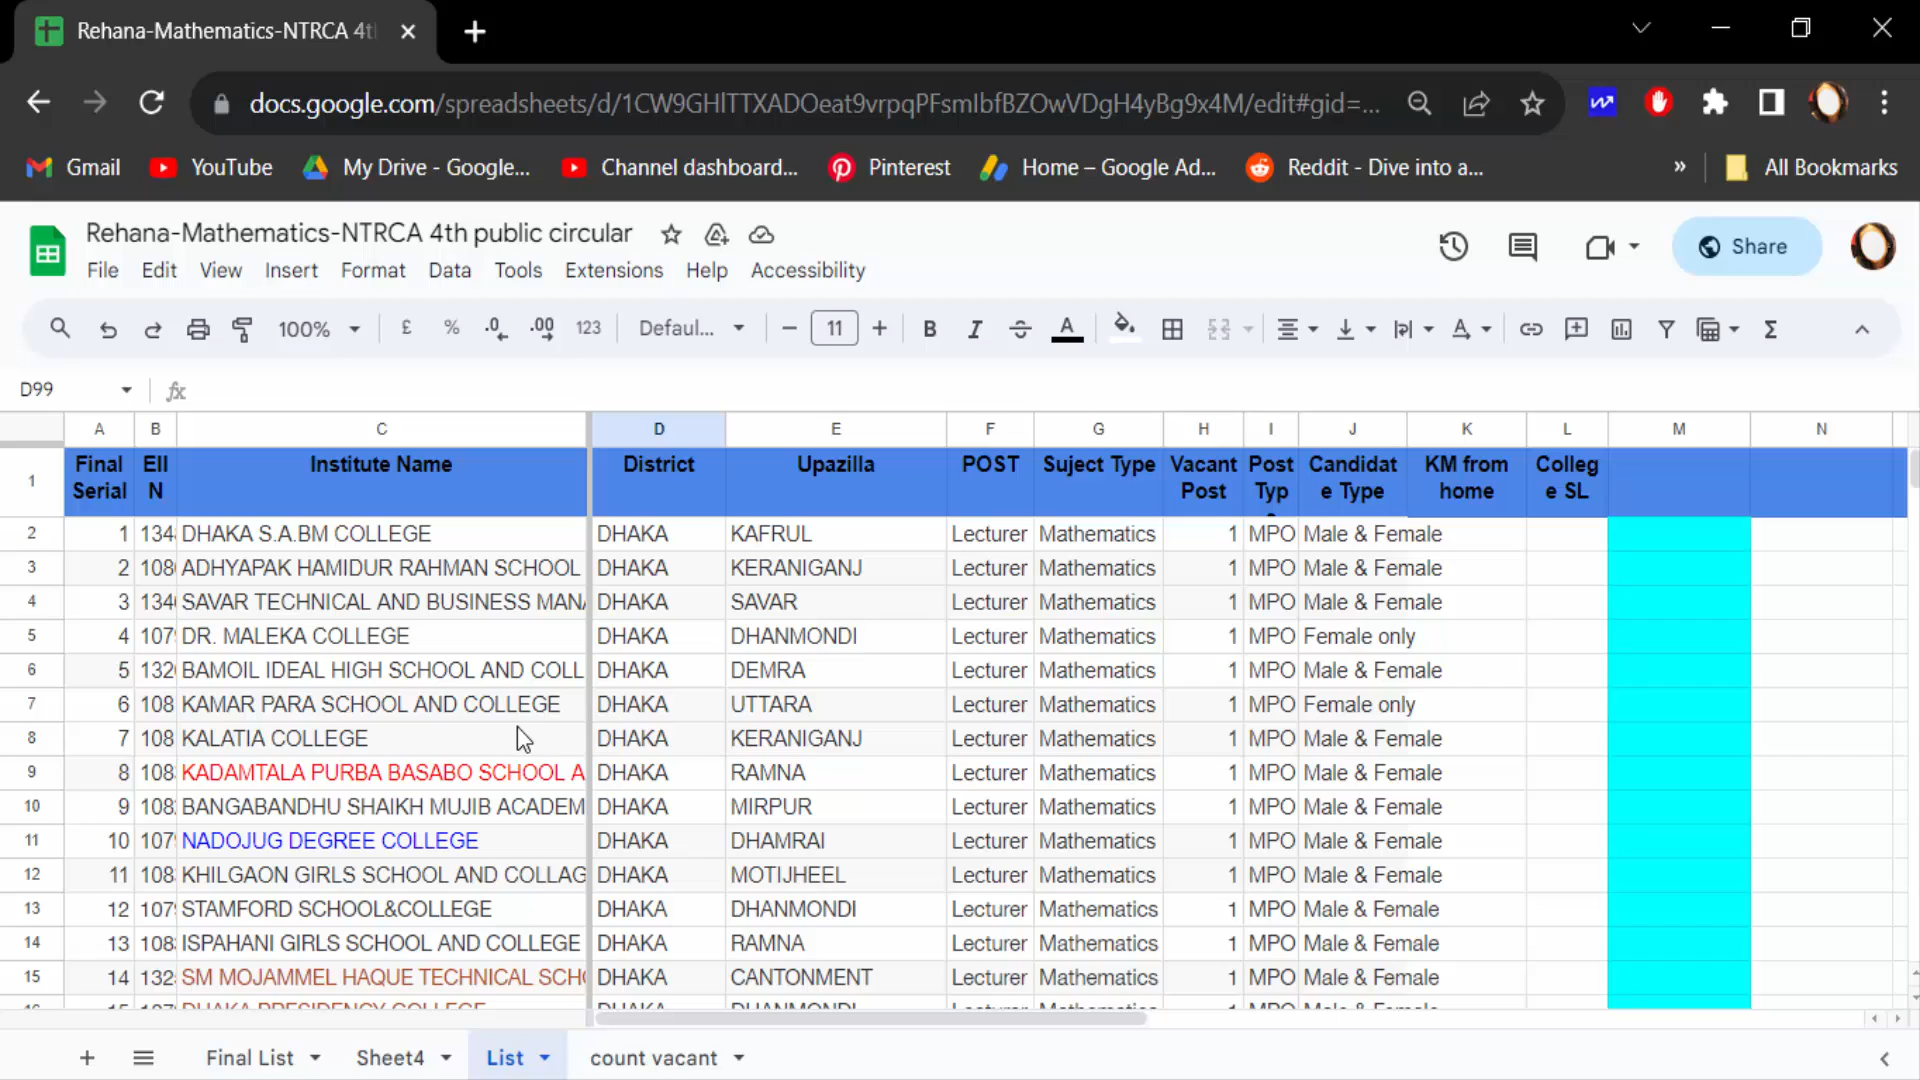 Rehana-Mathematics-NTRCA 4th
docs.google.com/spreadsheets/d/1CW9GHlTTXADOeat9vrpqPFsmIbfBZOwVDgH4yBg9x4M/edit#gid=...
Gmail YouTube My Drive - Google... Channel dashboard... Pinterest Home – Google Ad... Reddit - Dive into a... » All Bookmarks
Rehana-Mathematics-NTRCA 4th public circular
File Edit View Insert Format Data Tools Extensions Help Accessibility
Share
100% £ % .0 .00 123 Defaul... 11 B I A Σ
D99 fx
A B C D E F G H I J K L M N
1 Final Serial EII N Institute Name District Upazilla POST Suject Type Vacant Post Post Typ Candidat e Type KM from home Colleg e SL
2 1 134 DHAKA S.A.BM COLLEGE DHAKA KAFRUL Lecturer Mathematics 1 MPO Male & Female
3 2 108 ADHYAPAK HAMIDUR RAHMAN SCHOOL DHAKA KERANIGANJ Lecturer Mathematics 1 MPO Male & Female
4 3 134 SAVAR TECHNICAL AND BUSINESS MAN DHAKA SAVAR Lecturer Mathematics 1 MPO Male & Female
5 4 107 DR. MALEKA COLLEGE DHAKA DHANMONDI Lecturer Mathematics 1 MPO Female only
6 5 132 BAMOIL IDEAL HIGH SCHOOL AND COLL DHAKA DEMRA Lecturer Mathematics 1 MPO Male & Female
7 6 108 KAMAR PARA SCHOOL AND COLLEGE DHAKA UTTARA Lecturer Mathematics 1 MPO Female only
8 7 108 KALATIA COLLEGE DHAKA KERANIGANJ Lecturer Mathematics 1 MPO Male & Female
9 8 108 KADAMTALA PURBA BASABO SCHOOL A DHAKA RAMNA Lecturer Mathematics 1 MPO Male & Female
10 9 108 BANGABANDHU SHAIKH MUJIB ACADEM DHAKA MIRPUR Lecturer Mathematics 1 MPO Male & Female
11 10 107 NADOJUG DEGREE COLLEGE DHAKA DHAMRAI Lecturer Mathematics 1 MPO Male & Female
12 11 108 KHILGAON GIRLS SCHOOL AND COLLAG DHAKA MOTIJHEEL Lecturer Mathematics 1 MPO Male & Female
13 12 107 STAMFORD SCHOOL&COLLEGE DHAKA DHANMONDI Lecturer Mathematics 1 MPO Male & Female
14 13 108 ISPAHANI GIRLS SCHOOL AND COLLEGE DHAKA RAMNA Lecturer Mathematics 1 MPO Male & Female
15 14 132 SM MOJAMMEL HAQUE TECHNICAL SCH DHAKA CANTONMENT Lecturer Mathematics 1 MPO Male & Female
Final List Sheet4 List count vacant